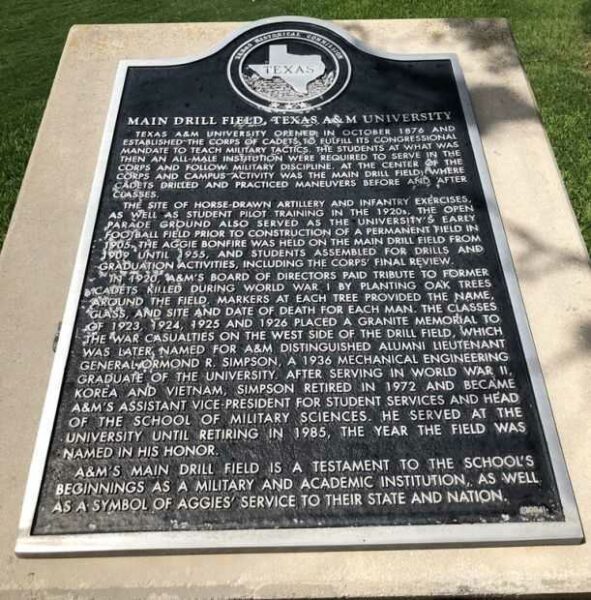 TEXAS HISTORICAL COMMISSION
TEXAS
MAIN DRILL FIELD, TEXAS A&M UNIVERSITY
TEXAS A&M UNIVERSITY OPENED IN OCTOBER 1876 AND
ESTABLISHED THE CORPS OF CADETS TO FULFILL ITS CONGRESSIONAL
MANDATE TO TEACH MILITARY TACTICS. THE STUDENTS AT WHAT WAS
THEN AN ALL-MALE INSTITUTION WERE REQUIRED TO SERVE IN THE
CORPS AND FOLLOW MILITARY DISCIPLINE. AT THE CENTER OF THE
CORPS AND CAMPUS ACTIVITY WAS THE MAIN DRILL FIELD, WHERE
CADETS DRILLED AND PRACTICED MANEUVERS BEFORE AND AFTER
CLASSES.
THE SITE OF HORSE-DRAWN ARTILLERY AND INFANTRY EXERCISES,
AS WELL AS STUDENT PILOT TRAINING IN THE 1920s, THE OPEN
PARADE GROUND ALSO SERVED AS THE UNIVERSITY'S EARLY
FOOTBALL FIELD PRIOR TO CONSTRUCTION OF A PERMANENT FIELD IN
1905. THE AGGIE BONFIRE WAS HELD ON THE MAIN DRILL FIELD FROM
1909 UNTIL 1955, AND STUDENTS ASSEMBLED FOR DRILLS AND
GRADUATION ACTIVITIES, INCLUDING THE CORPS' FINAL REVIEW.
IN 1920, A&M'S BOARD OF DIRECTORS PAID TRIBUTE TO FORMER
CADETS KILLED DURING WORLD WAR I BY PLANTING OAK TREES
AROUND THE FIELD. MARKERS AT EACH TREE PROVIDED THE NAME,
CLASS, AND SITE AND DATE OF DEATH FOR EACH MAN. THE CLASSES
OF 1923, 1924, 1925 AND 1926 PLACED A GRANITE MEMORIAL TO
THE WAR CASUALTIES ON THE WEST SIDE OF THE DRILL FIELD, WHICH
WAS LATER NAMED FOR A&M DISTINGUISHED ALUMNI LIEUTENANT
GENERAL ORMOND R. SIMPSON, A 1936 MECHANICAL ENGINEERING
GRADUATE OF THE UNIVERSITY. AFTER SERVING IN WORLD WAR II,
KOREA AND VIETNAM, SIMPSON RETIRED IN 1972 AND BECAME
A&M'S ASSISTANT VICE PRESIDENT FOR STUDENT SERVICES AND HEAD
OF THE SCHOOL OF MILITARY SCIENCES. HE SERVED AT THE
UNIVERSITY UNTIL RETIRING IN 1985, THE YEAR THE FIELD WAS
NAMED IN HIS HONOR.
A&M'S MAIN DRILL FIELD IS A TESTAMENT TO THE SCHOOL'S
BEGINNINGS AS A MILITARY AND ACADEMIC INSTITUTION, AS WELL
AS A SYMBOL OF AGGIES' SERVICE TO THEIR STATE AND NATION.